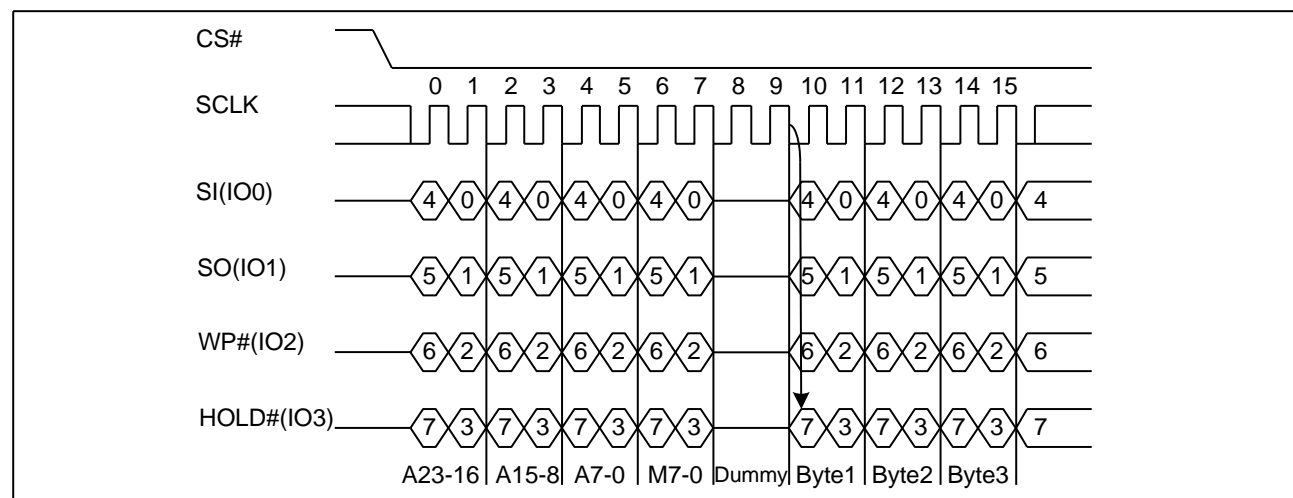 CS#
0 1 2 3 4 5 6 7 8 9 10 11 12 13 14 15
SCLK
SI(IO0) 4 0 4 0 4 0 4 0 4 0 4 0 4 0 4
SO(IO1) 5 1 5 1 5 1 5 1 5 1 5 1 5 1 5
WP#(IO2) 6 2 6 2 6 2 6 2 6 2 6 2 6 2 6
HOLD#(IO3) 7 3 7 3 7 3 7 3 7 3 7 3 7 3 7
A23-16 A15-8 A7-0 M7-0 Dummy Byte1 Byte2 Byte3